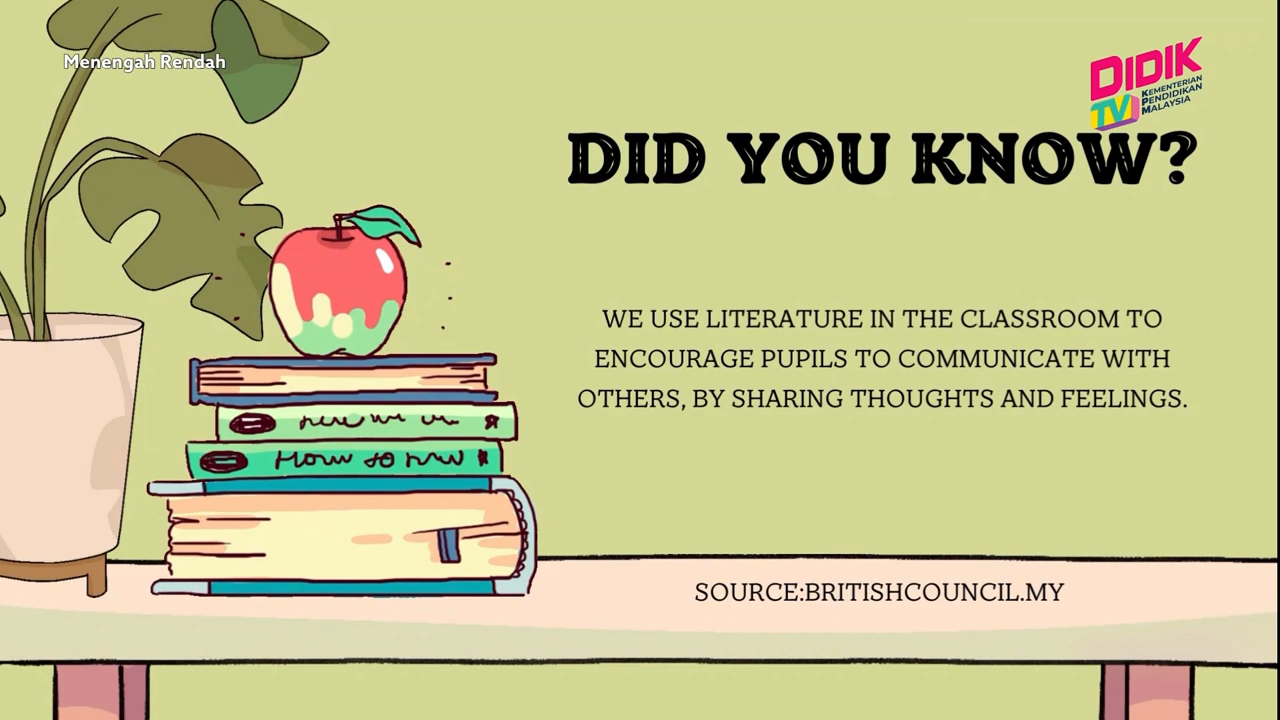 Menengah Rendah
DIDIK
TV
KEMENTERIAN
PENDIDIKAN
MALAYSIA
DID YOU KNOW?
WE USE LITERATURE IN THE CLASSROOM TO
ENCOURAGE PUPILS TO COMMUNICATE WITH
OTHERS, BY SHARING THOUGHTS AND FEELINGS.
SOURCE:BRITISHCOUNCIL.MY